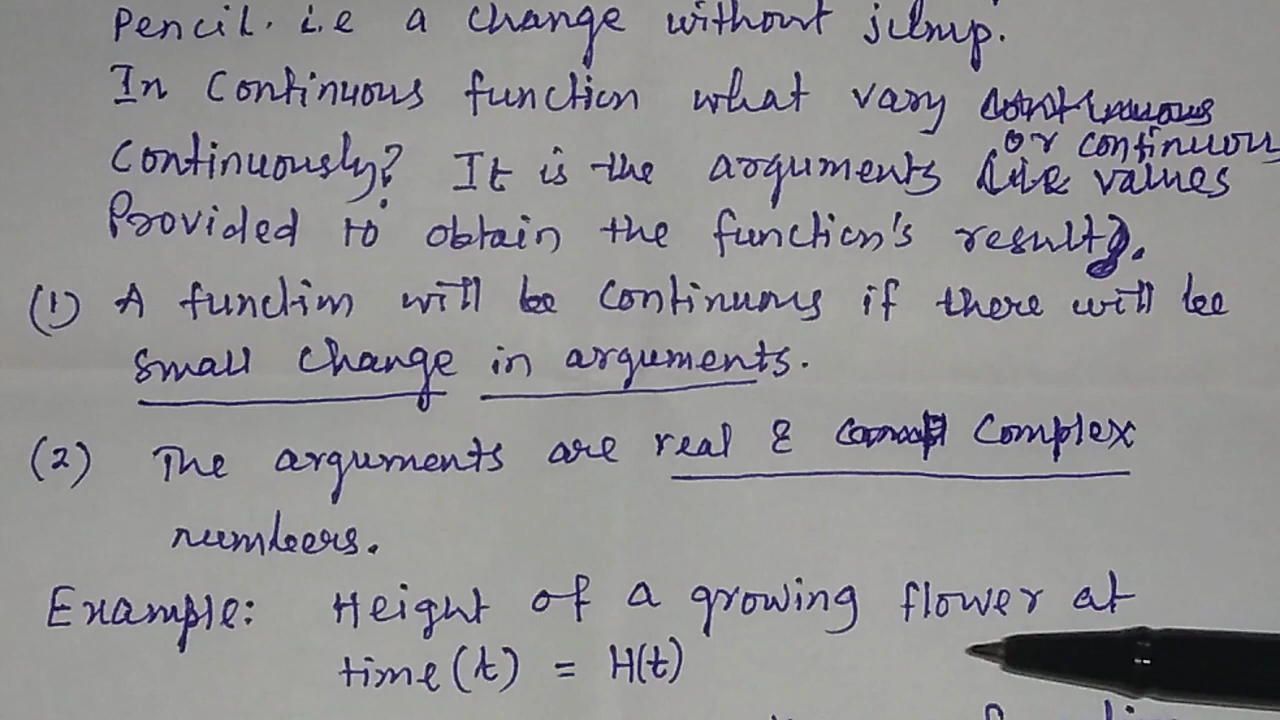 Pencil. i.e a change without jump.
In Continuous function what vary
or continuous
Continuously? It is the arguments like values
Provided to obtain the function's result.
(1) A function will be continuous if there will be
small change in arguments.
(2) The arguments are real & Complex
numbers.
Example: Height of a growing flower at
time (t) = H(t)